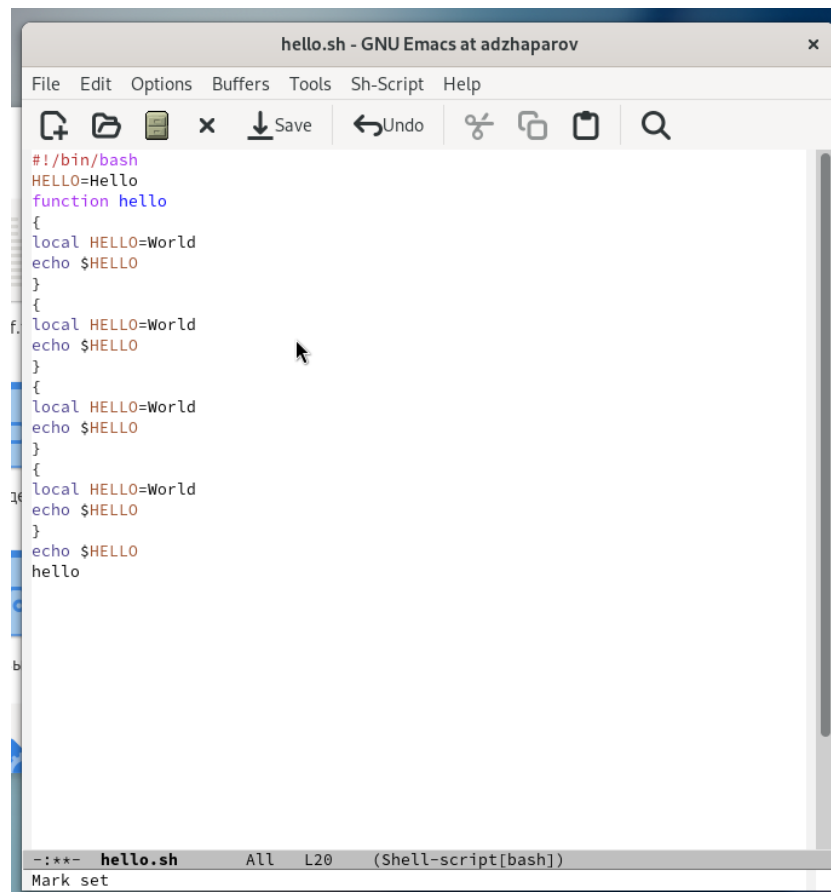 hello.sh - GNU Emacs at adzhaparov
File Edit Options Buffers Tools Sh-Script Help
Save Undo
#!/bin/bash
HELLO=Hello
function hello
{
local HELLO=World
echo $HELLO
}
{
local HELLO=World
echo $HELLO
}
{
local HELLO=World
echo $HELLO
}
{
local HELLO=World
echo $HELLO
}
echo $HELLO
hello
-:**- hello.sh All L20 (Shell-script[bash])
Mark set